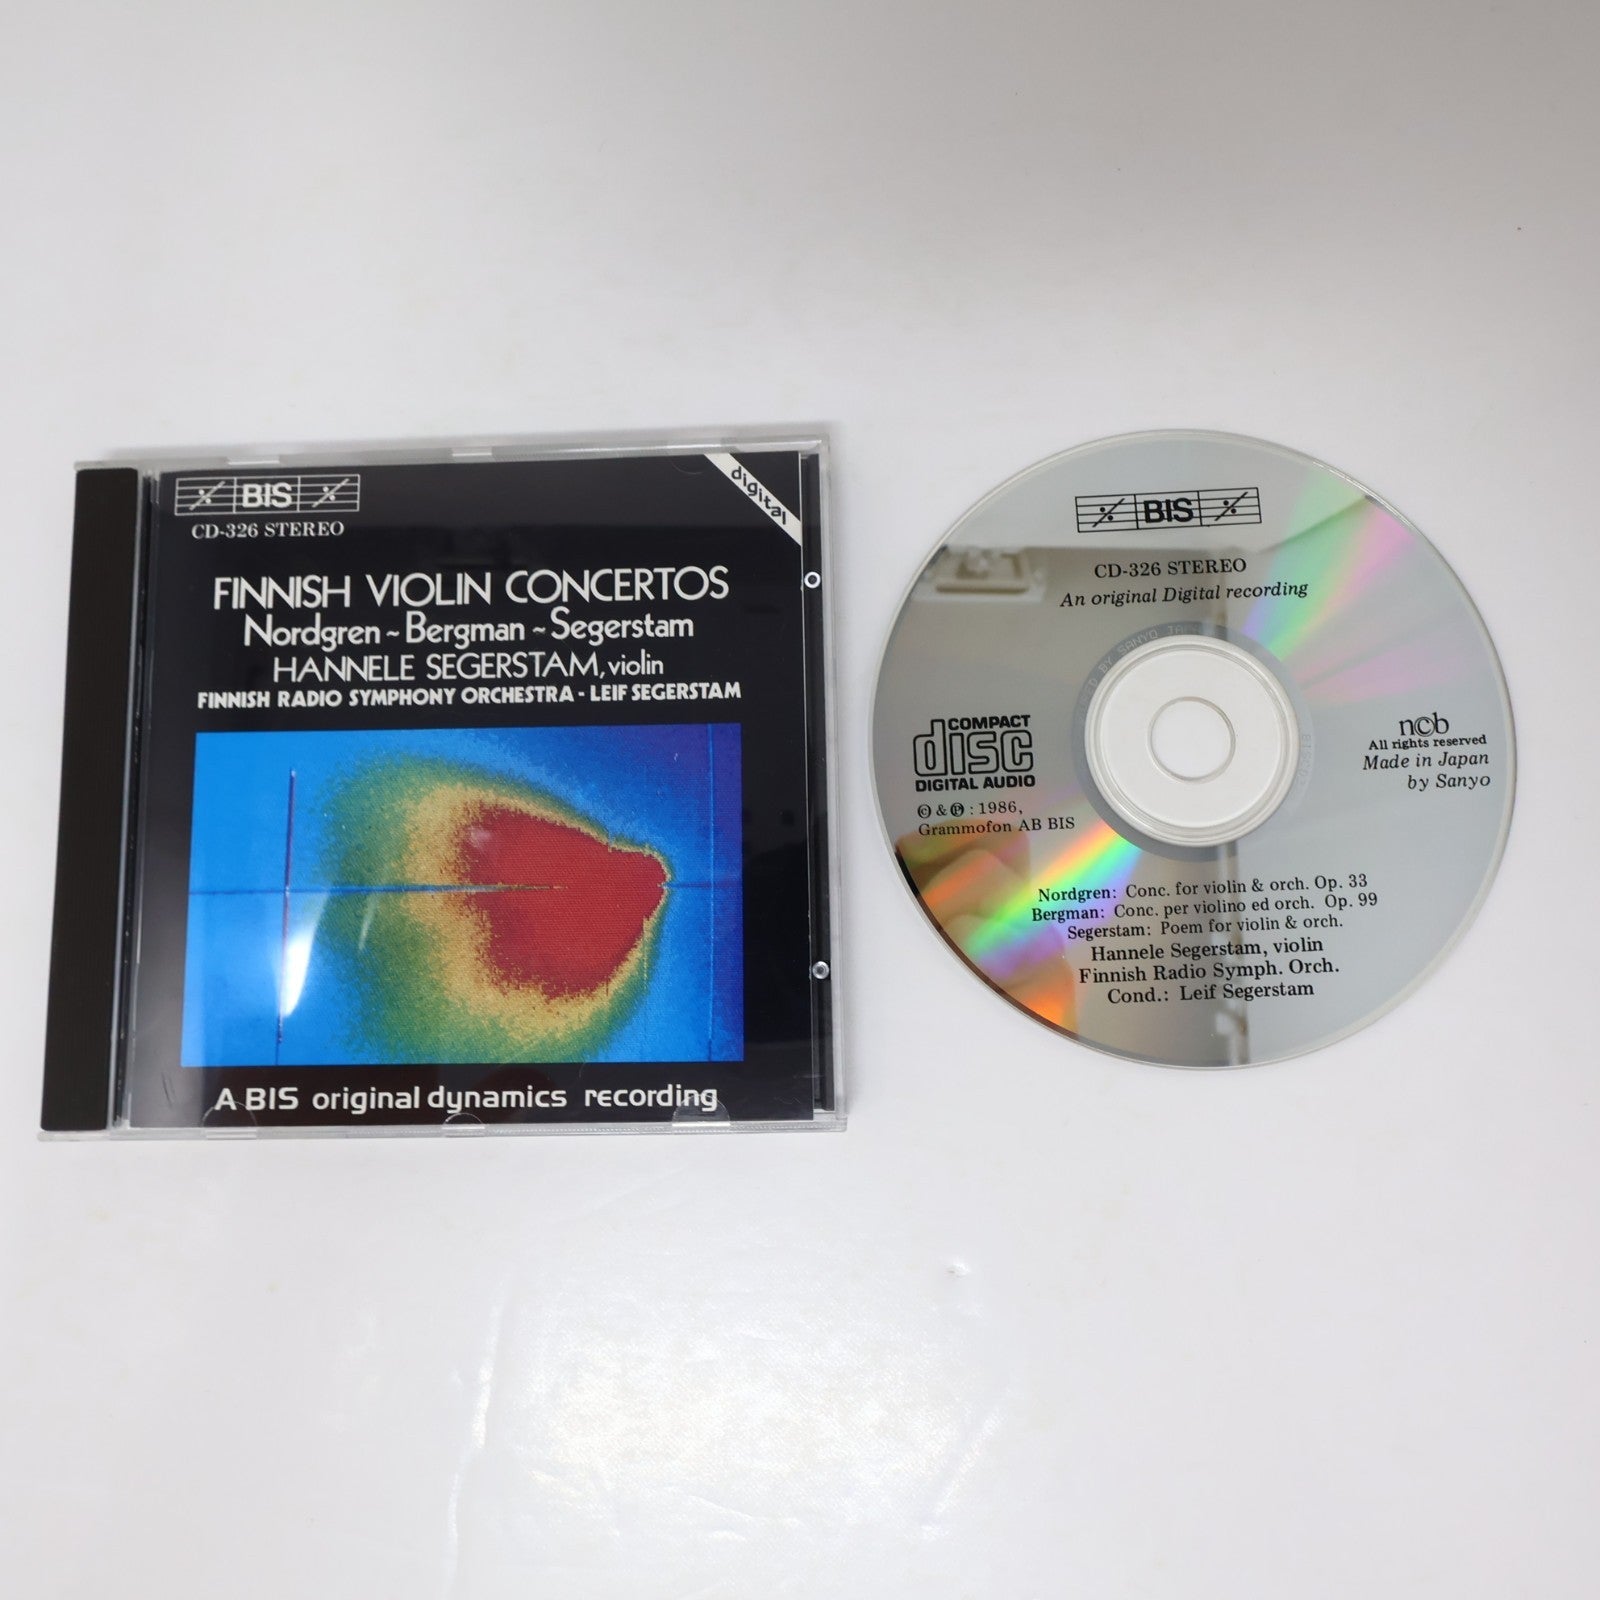 BIS
CD-326 STEREO
digital
FINNISH VIOLIN CONCERTOS
Nordgren ~ Bergman ~ Segerstam
HANNELE SEGERSTAM, violin
FINNISH RADIO SYMPHONY ORCHESTRA - LEIF SEGERSTAM
A BIS original dynamics recording
BIS
CD-326 STEREO
An original Digital recording
BY SANYO
COMPACT
disc
DIGITAL AUDIO
© & ℗ : 1986,
Grammofon AB BIS
n©b
All rights reserved
Made in Japan
by Sanyo
Nordgren: Conc. for violin & orch. Op. 33
Bergman: Conc. per violino ed orch. Op. 99
Segerstam: Poem for violin & orch.
Hannele Segerstam, violin
Finnish Radio Symph. Orch.
Cond.: Leif Segerstam